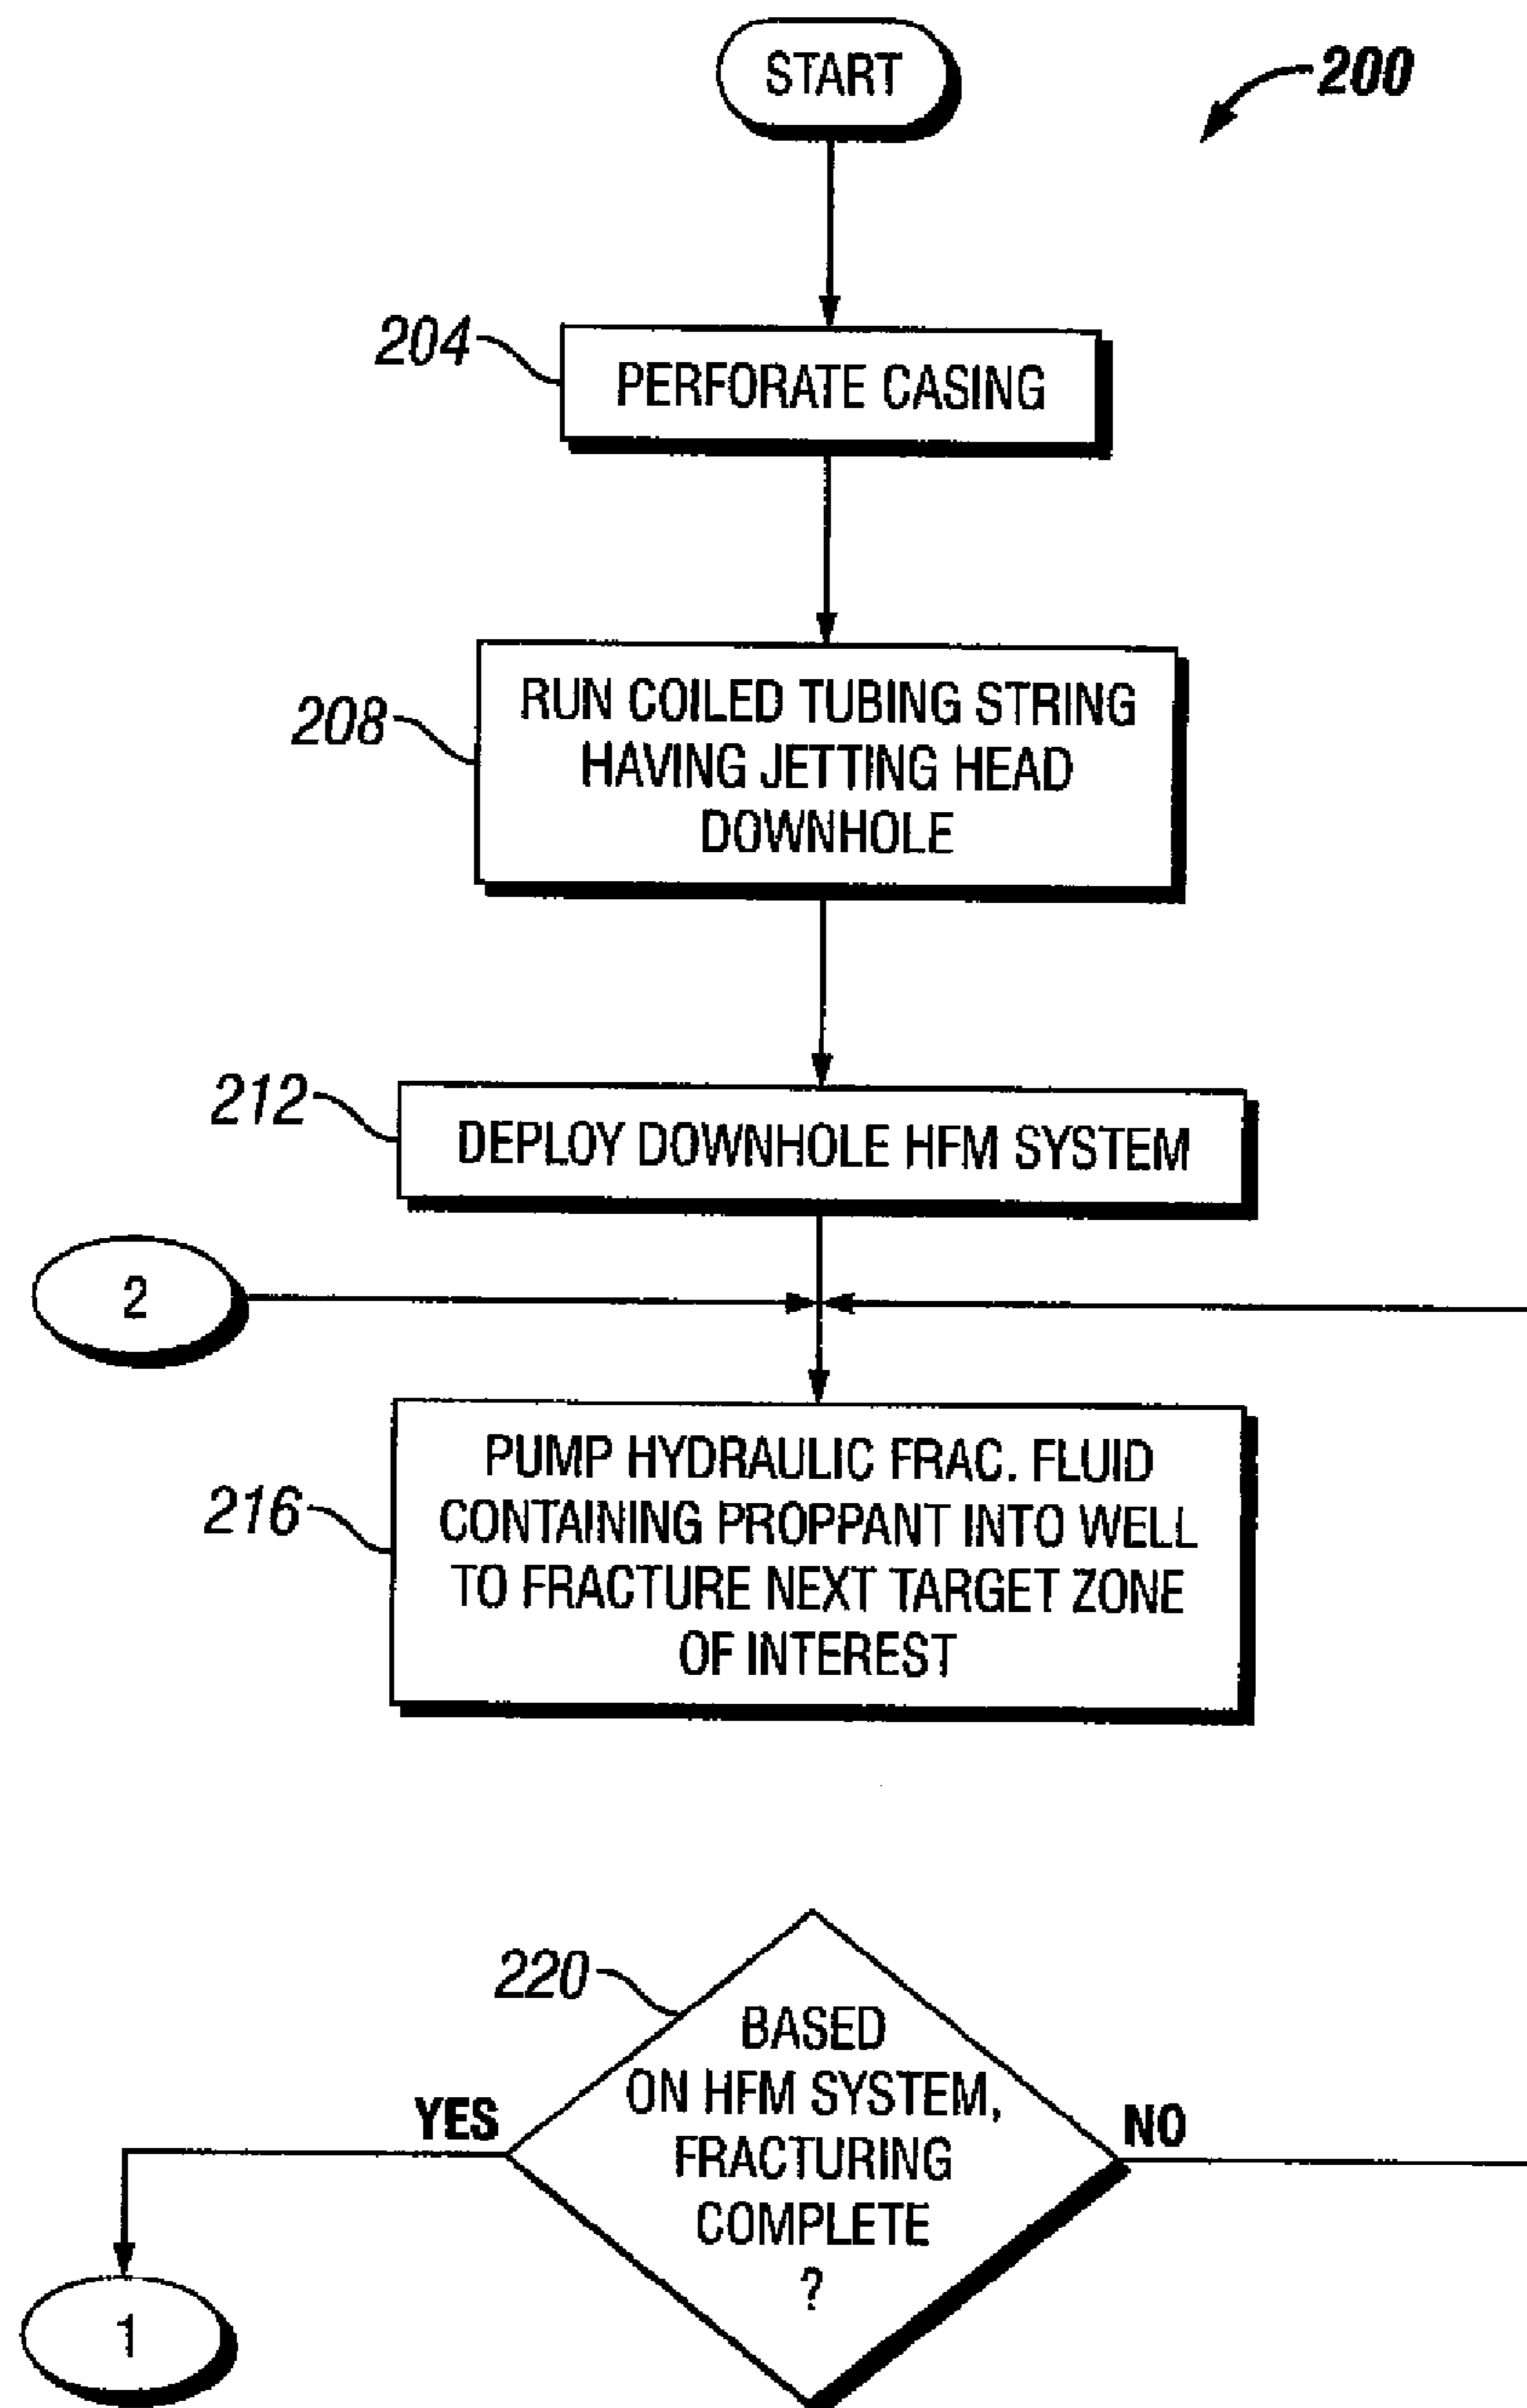 START
200
204
PERFORATE CASING
208
RUN COILED TUBING STRING
HAVING JETTING HEAD
DOWNHOLE
212
DEPLOY DOWNHOLE HFM SYSTEM
2
216
PUMP HYDRAULIC FRAC. FLUID
CONTAINING PROPPANT INTO WELL
TO FRACTURE NEXT TARGET ZONE
OF INTEREST
220
BASED
ON HFM SYSTEM,
FRACTURING
COMPLETE
?
YES
NO
1